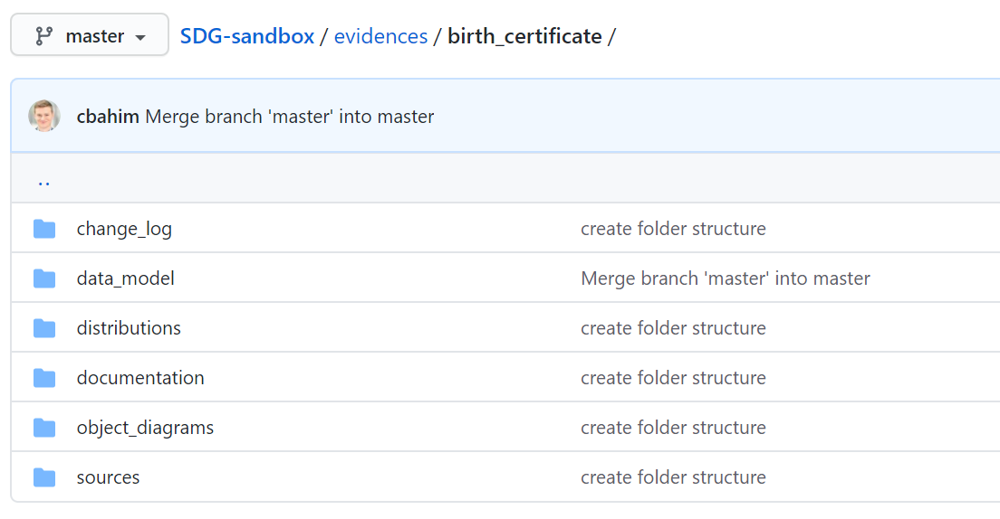 master SDG-sandbox / evidences / birth_certificate /
cbahim Merge branch 'master' into master
..
change_log create folder structure
data_model Merge branch 'master' into master
distributions create folder structure
documentation create folder structure
object_diagrams create folder structure
sources create folder structure